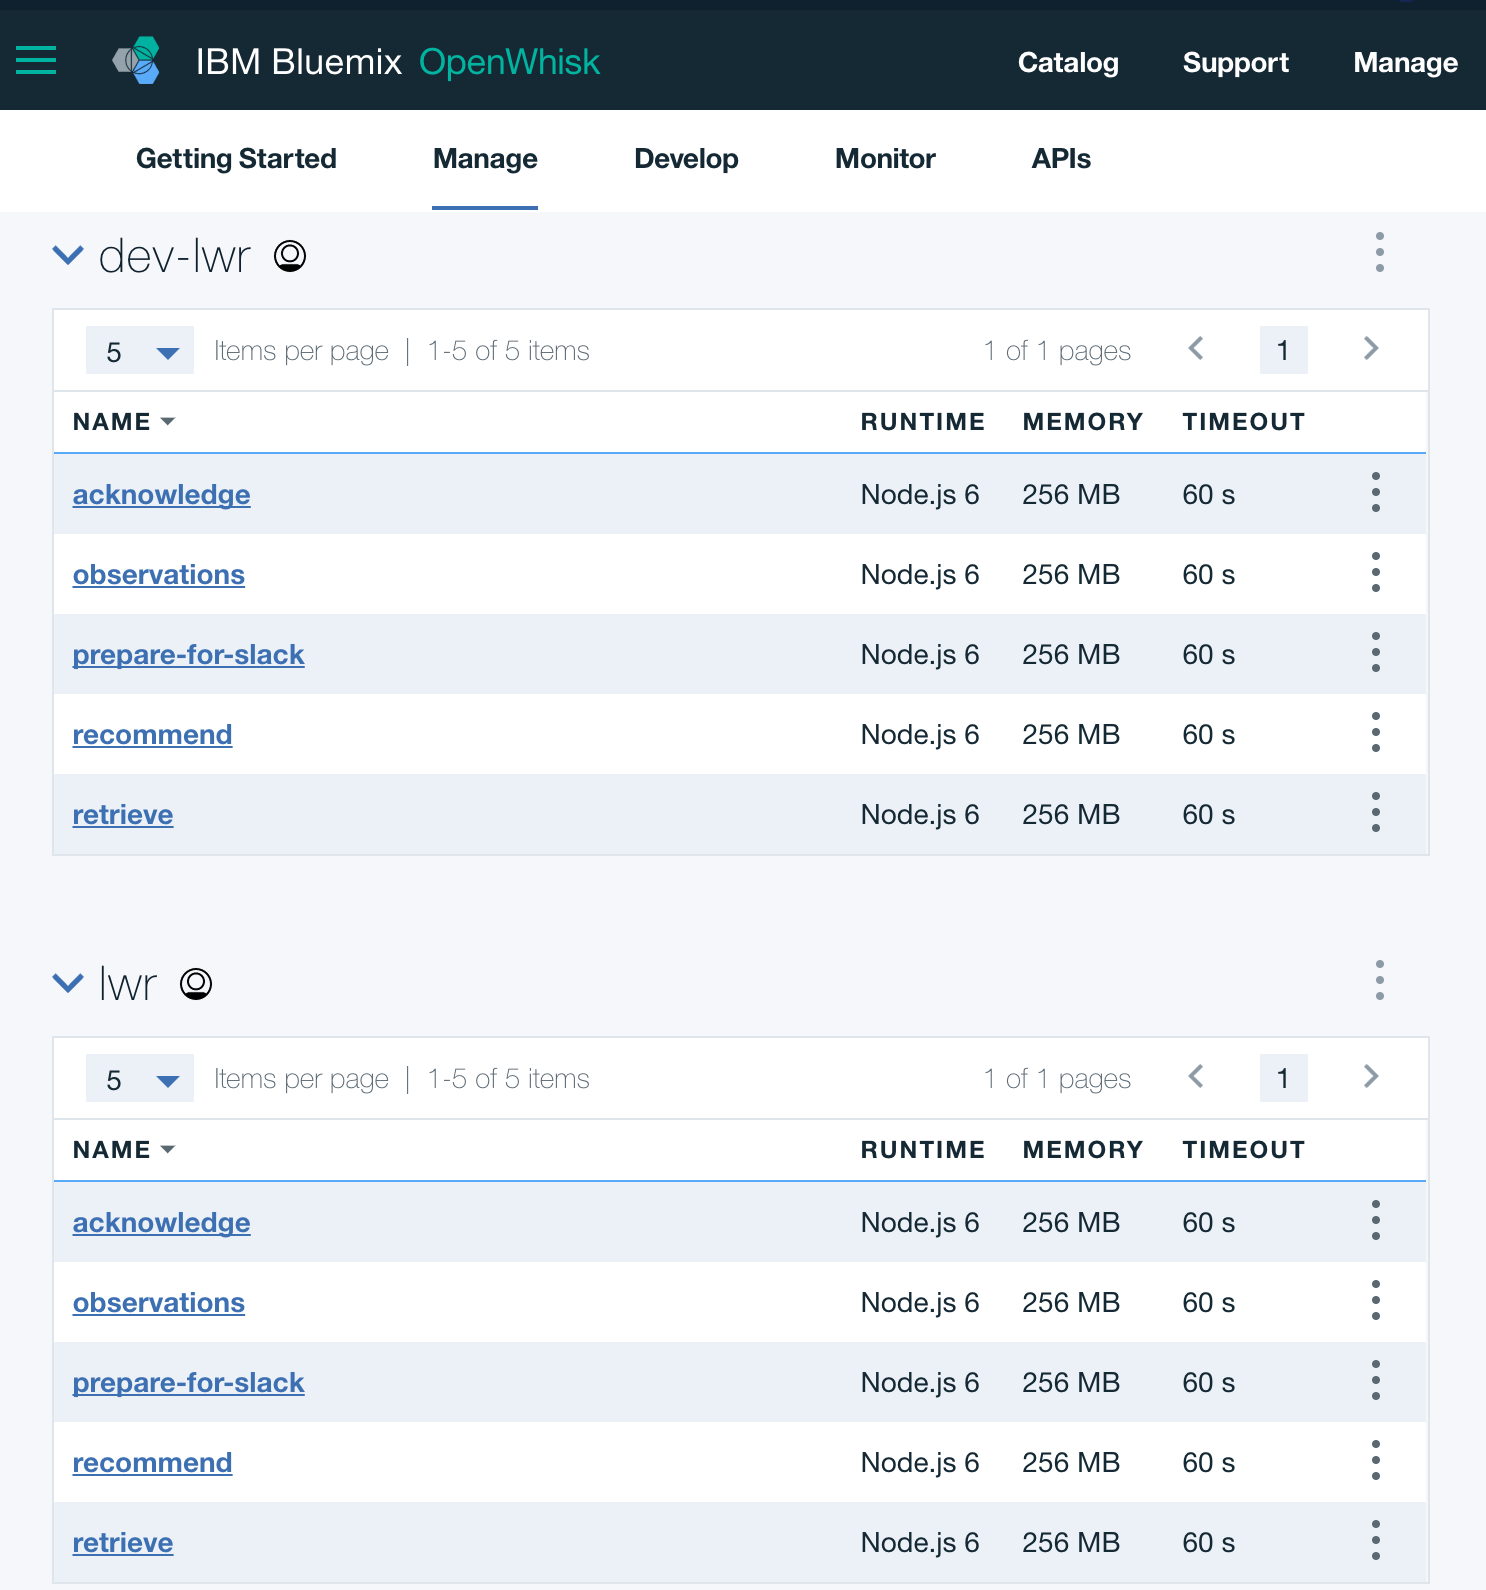 IBM Bluemix OpenWhisk Catalog Support Manage
Getting Started Manage Develop Monitor APIs
dev-lwr
5 Items per page | 1-5 of 5 items 1 of 1 pages 1
NAME RUNTIME MEMORY TIMEOUT
acknowledge Node.js 6 256 MB 60 s
observations Node.js 6 256 MB 60 s
prepare-for-slack Node.js 6 256 MB 60 s
recommend Node.js 6 256 MB 60 s
retrieve Node.js 6 256 MB 60 s
lwr
5 Items per page | 1-5 of 5 items 1 of 1 pages 1
NAME RUNTIME MEMORY TIMEOUT
acknowledge Node.js 6 256 MB 60 s
observations Node.js 6 256 MB 60 s
prepare-for-slack Node.js 6 256 MB 60 s
recommend Node.js 6 256 MB 60 s
retrieve Node.js 6 256 MB 60 s